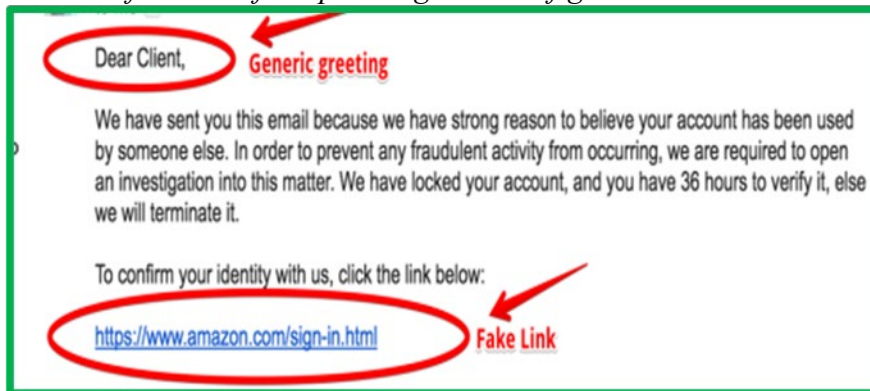 Dear Client,
Generic greeting
We have sent you this email because we have strong reason to believe your account has been used
by someone else. In order to prevent any fraudulent activity from occurring, we are required to open
an investigation into this matter. We have locked your account, and you have 36 hours to verify it, else
we will terminate it.
To confirm your identity with us, click the link below:
https://www.amazon.com/sign-in.html
Fake Link